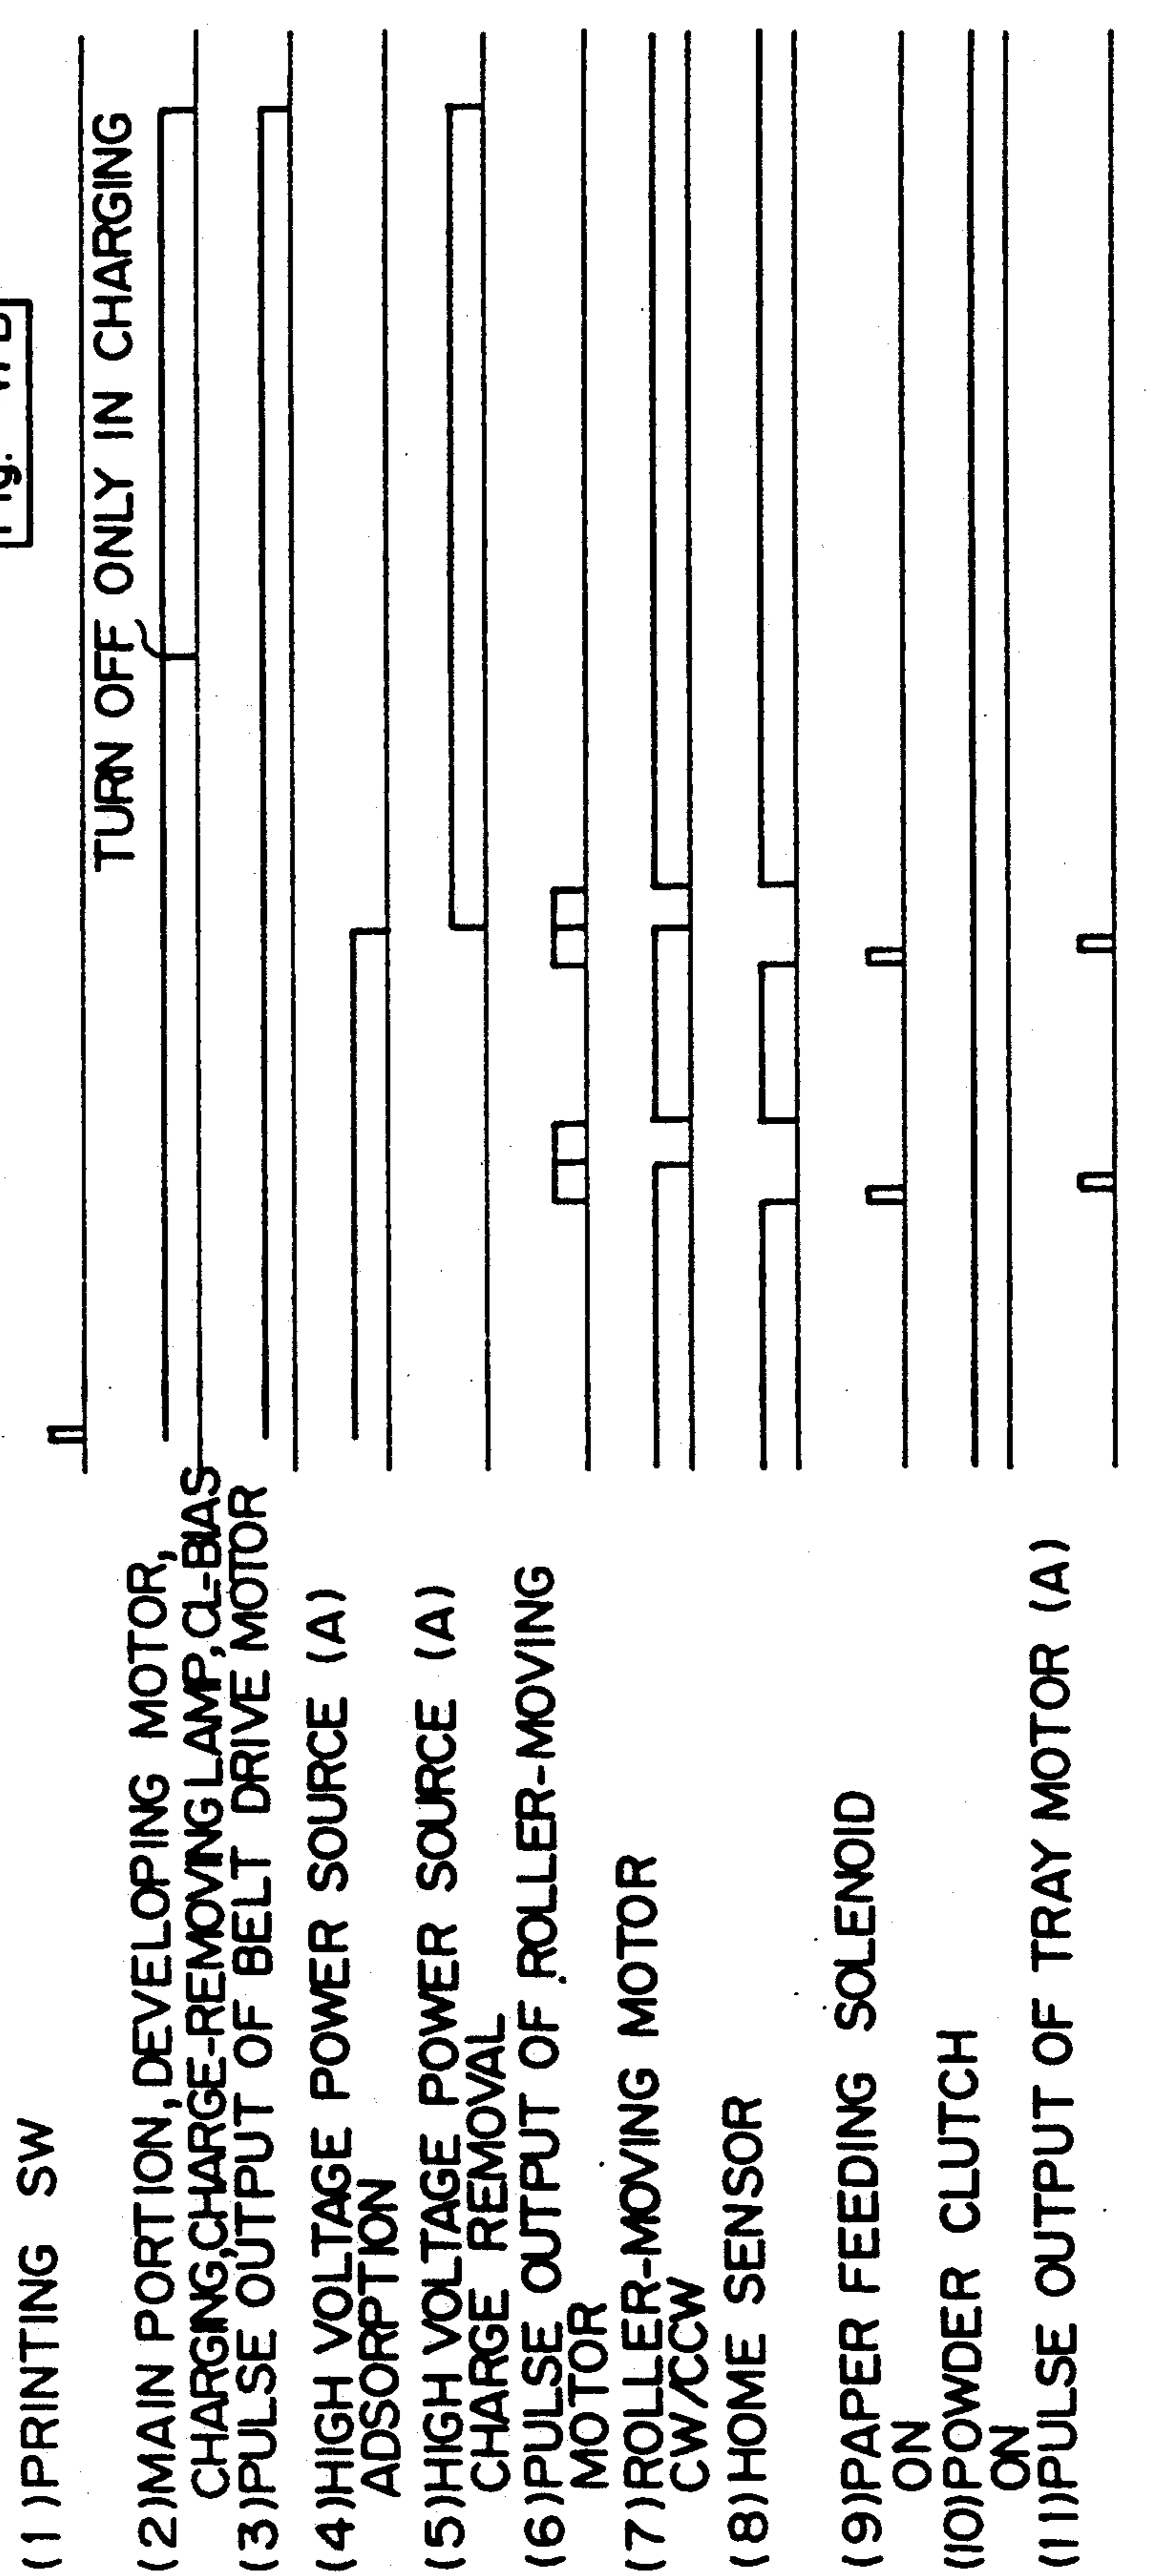 Fig.
(1)PRINTING SW
TURN OFF ONLY IN CHARGING
(2)MAIN PORTION,DEVELOPING MOTOR,
CHARGING,CHARGE-REMOVING LAMP,CL-BIAS
(3)PULSE OUTPUT OF BELT DRIVE MOTOR
(4)HIGH VOLTAGE POWER SOURCE (A)
ADSORPTION
(5)HIGH VOLTAGE POWER SOURCE (A)
CHARGE REMOVAL
(6)PULSE OUTPUT OF ROLLER-MOVING
MOTOR
(7)ROLLER-MOVING MOTOR
CW/CCW
(8)HOME SENSOR
(9)PAPER FEEDING SOLENOID
ON
(10)POWDER CLUTCH
ON
(11)PULSE OUTPUT OF TRAY MOTOR (A)